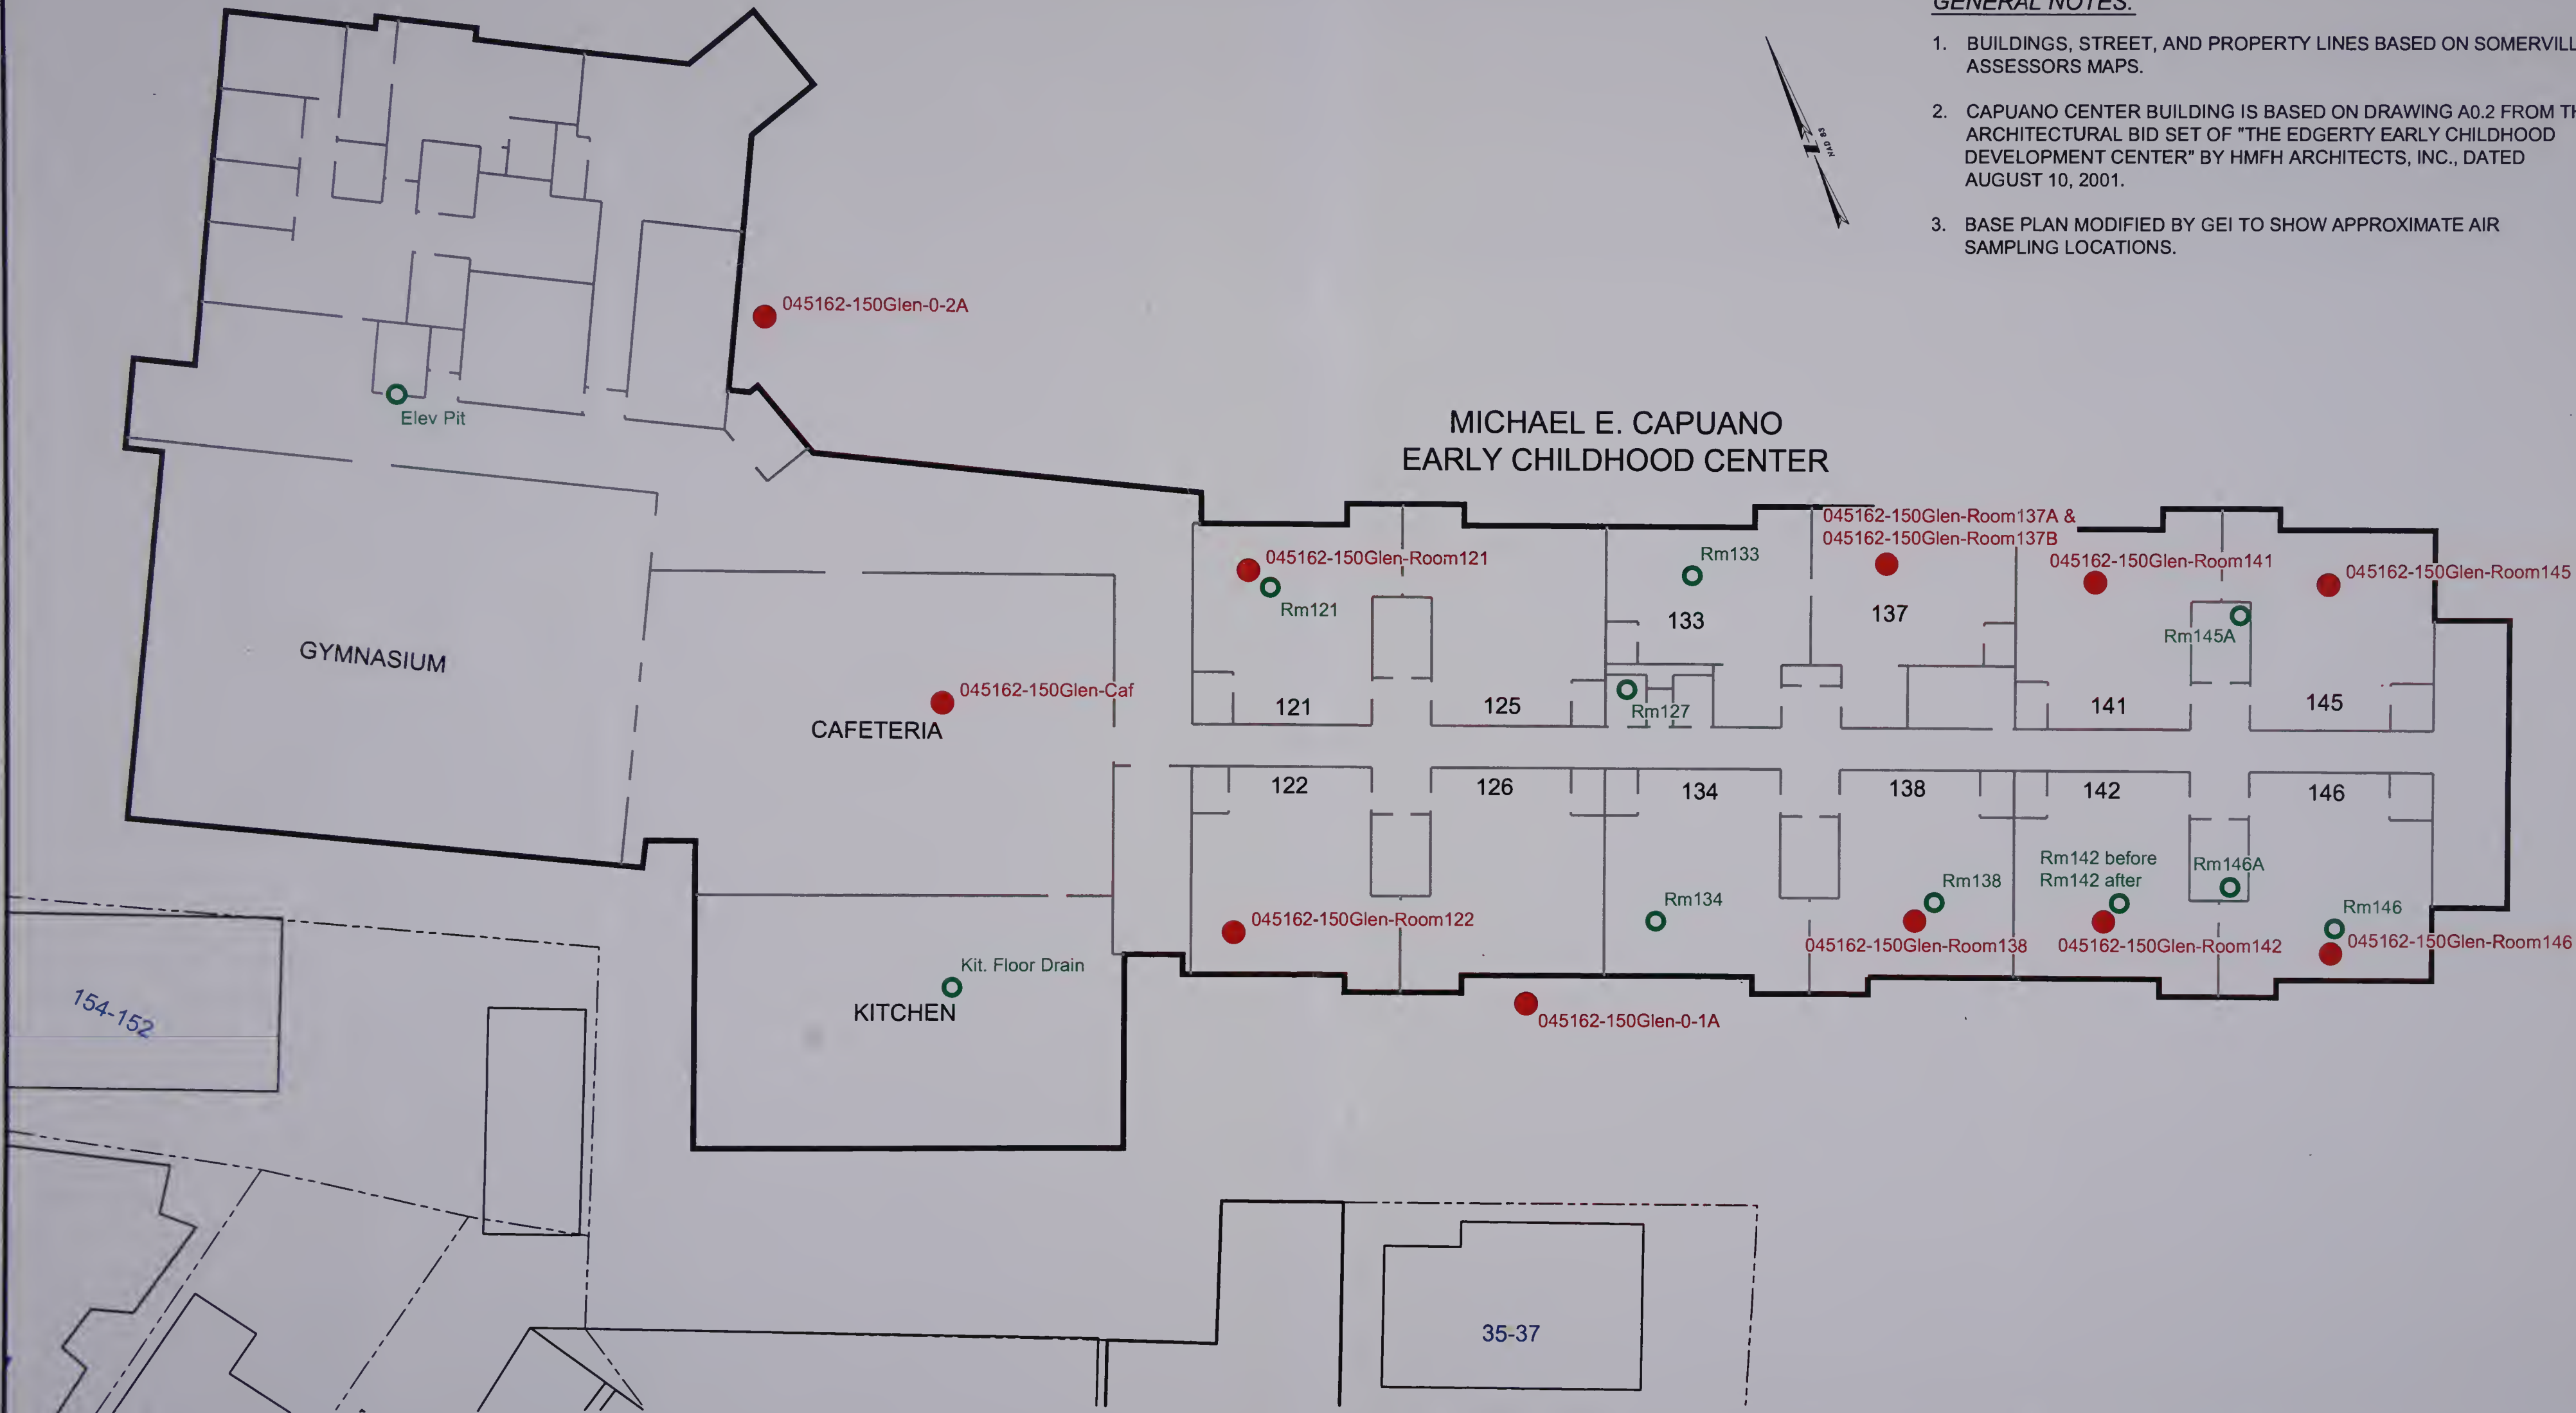 GENERAL NOTES:
1. BUILDINGS, STREET, AND PROPERTY LINES BASED ON
ASSESSORS MAPS.
2. CAPUANO CENTER BUILDING IS BASED ON DRAWING A0.2 FROM
ARCHITECTURAL BID SET OF "THE EDGERTY EARLY CHILDHOOD
DEVELOPMENT CENTER" BY HMFH ARCHITECTS, INC., DATED
AUGUST 10, 2001.
3. BASE PLAN MODIFIED BY GEI TO SHOW APPROXIMATE AIR
SAMPLING LOCATIONS.
NAD 83
045162-150Glen-0-2A
Elev Pit
MICHAEL E. CAPUANO
EARLY CHILDHOOD CENTER
045162-150Glen-Room137A &
045162-150Glen-Room137B
045162-150Glen-Room121
Rm121
Rm133
133
137
045162-150Glen-Room141
045162-150Glen-Room145
Rm145A
GYMNASIUM
045162-150Glen-Caf
CAFETERIA
121
125
Rm127
141
145
122
126
134
138
142
146
045162-150Glen-Room122
Rm134
Rm138
045162-150Glen-Room138
Rm142 before
Rm142 after
045162-150Glen-Room142
Rm146A
Rm146
045162-150Glen-Room146
Kit. Floor Drain
KITCHEN
045162-150Glen-0-1A
154-152
35-37